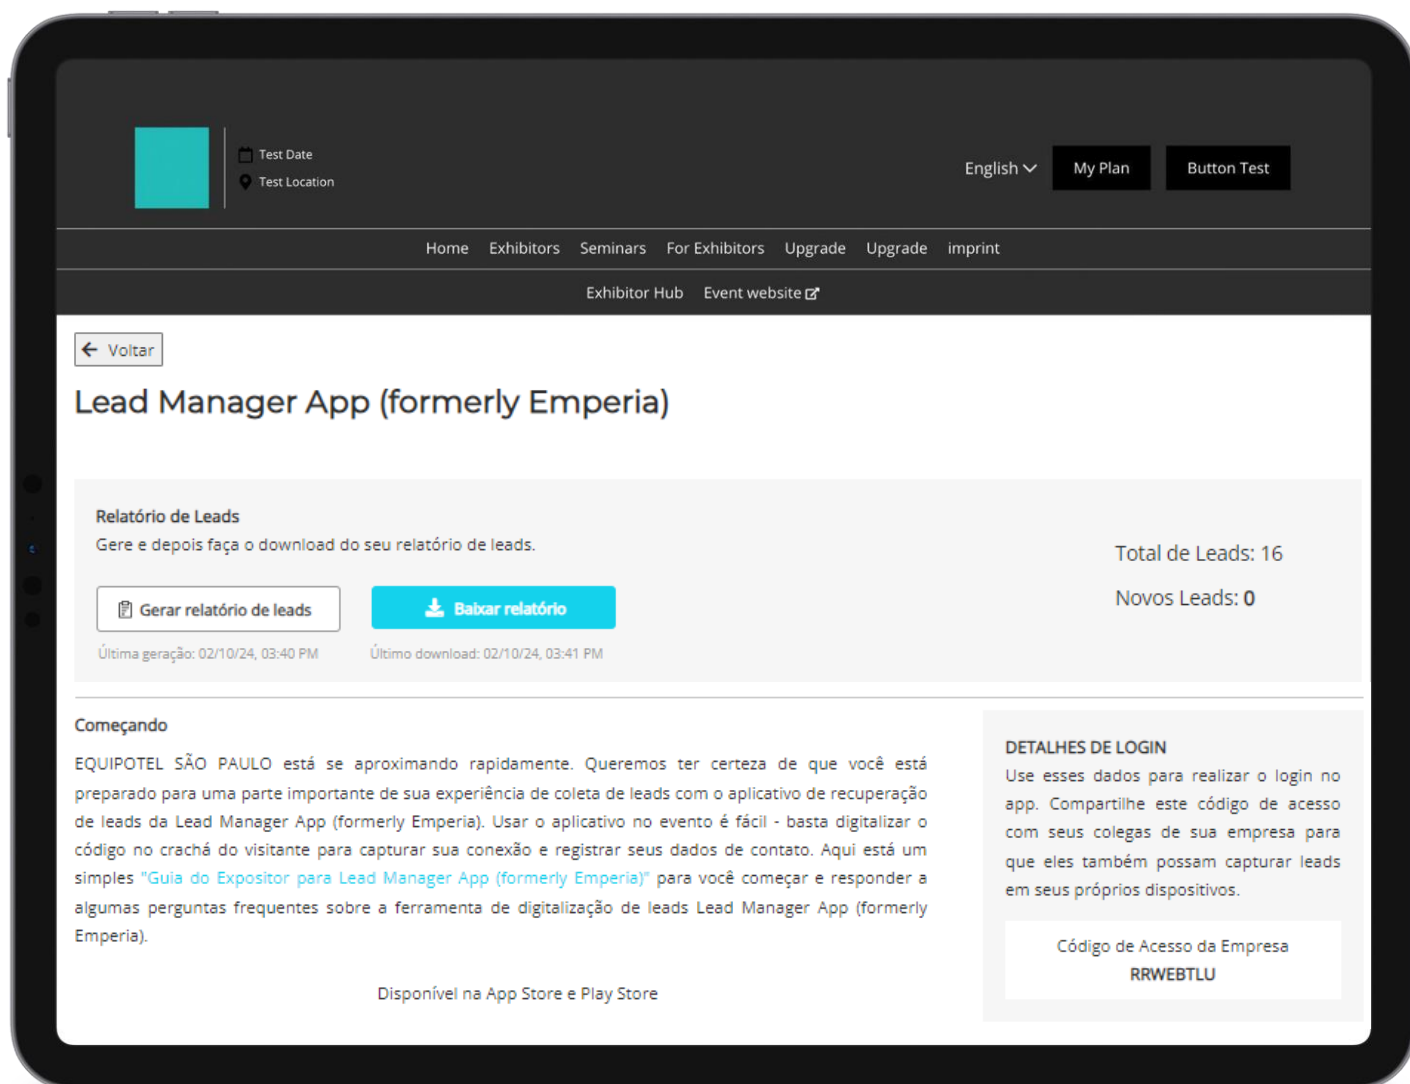 Test Date
Test Location
English
My Plan
Button Test
Home Exhibitors Seminars For Exhibitors Upgrade Upgrade imprint
Exhibitor Hub Event website
Voltar
Lead Manager App (formerly Emperia)
Relatório de Leads
Gere e depois faça o download do seu relatório de leads.
Gerar relatório de leads
Baixar relatório
Última geração: 02/10/24, 03:40 PM
Último download: 02/10/24, 03:41 PM
Total de Leads: 16
Novos Leads: 0
Começando
EQUIPOTEL SÃO PAULO está se aproximando rapidamente. Queremos ter certeza de que você está
preparado para uma parte importante de sua experiência de coleta de leads com o aplicativo de recuperação
de leads da Lead Manager App (formerly Emperia). Usar o aplicativo no evento é fácil - basta digitalizar o
código no crachá do visitante para capturar sua conexão e registrar seus dados de contato. Aqui está um
simples "Guia do Expositor para Lead Manager App (formerly Emperia)" para você começar e responder a
algumas perguntas frequentes sobre a ferramenta de digitalização de leads Lead Manager App (formerly
Emperia).
Disponível na App Store e Play Store
DETALHES DE LOGIN
Use esses dados para realizar o login no
app. Compartilhe este código de acesso
com seus colegas de sua empresa para
que eles também possam capturar leads
em seus próprios dispositivos.
Código de Acesso da Empresa
RRWEBTLU